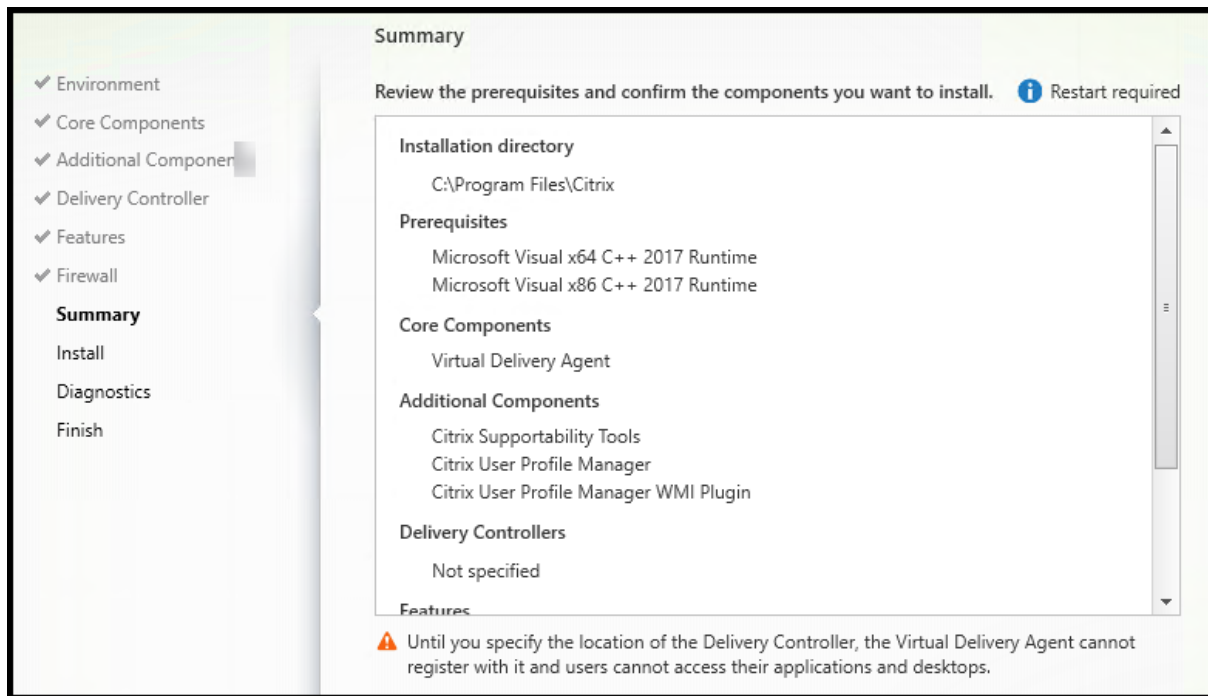 Summary
Environment
Core Components
Additional
Delivery Controller
Features
Firewall
Summary
Install
Diagnostics
Finish
Review the prerequisites and confirm the components you want to install.
Restart required
Installation directory
C:\Program Files\Citrix
Prerequisites
Microsoft Visual x64 C++ 2017 Runtime
Microsoft Visual x86 C++ 2017 Runtime
Core Components
Virtual Delivery Agent
Additional Components
Citrix Supportability Tools
Citrix User Profile Manager
Citrix User Profile Manager WMI Plugin
Delivery Controllers
Not specified
Features
Until you specify the location of the Delivery Controller, the Virtual Delivery Agent cannot
register with it and users cannot access their applications and desktops.